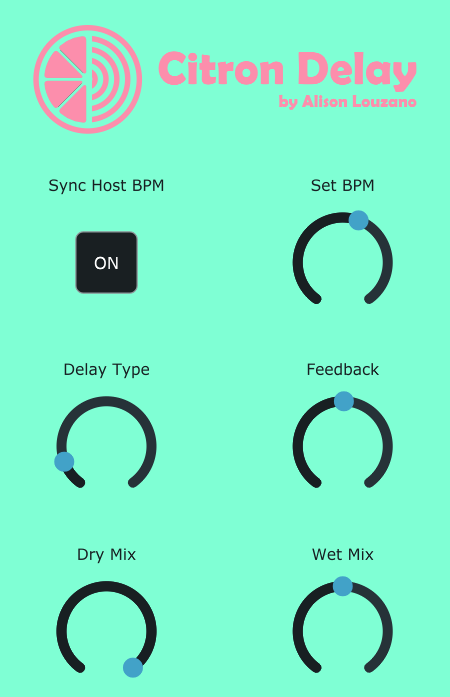 Citron Delay
by Alison Louzano
Sync Host BPM
Set BPM
ON
Delay Type
Feedback
Dry Mix
Wet Mix